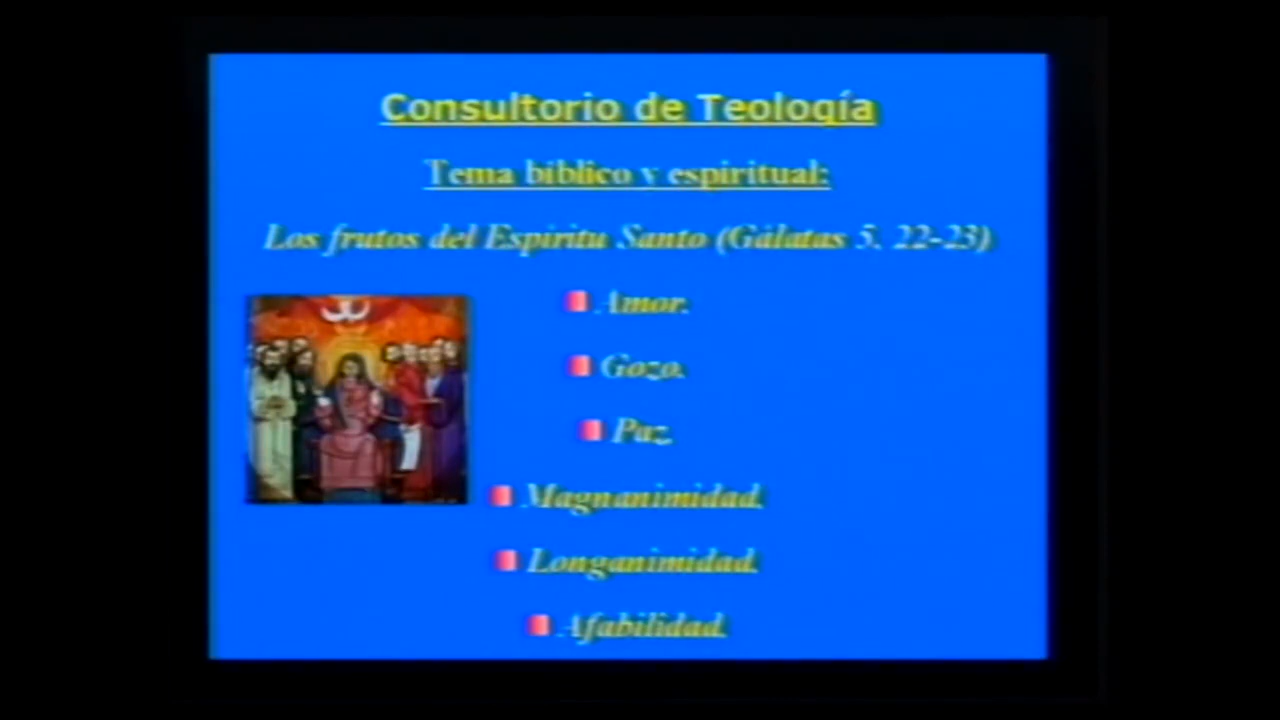 Consultorio de Teología
Tema bíblico y espiritual:
Los frutos del Espíritu Santo (Gálatas 5, 22-23)
Amor.
Gozo.
Paz.
Magnanimidad.
Longanimidad.
Afabilidad.